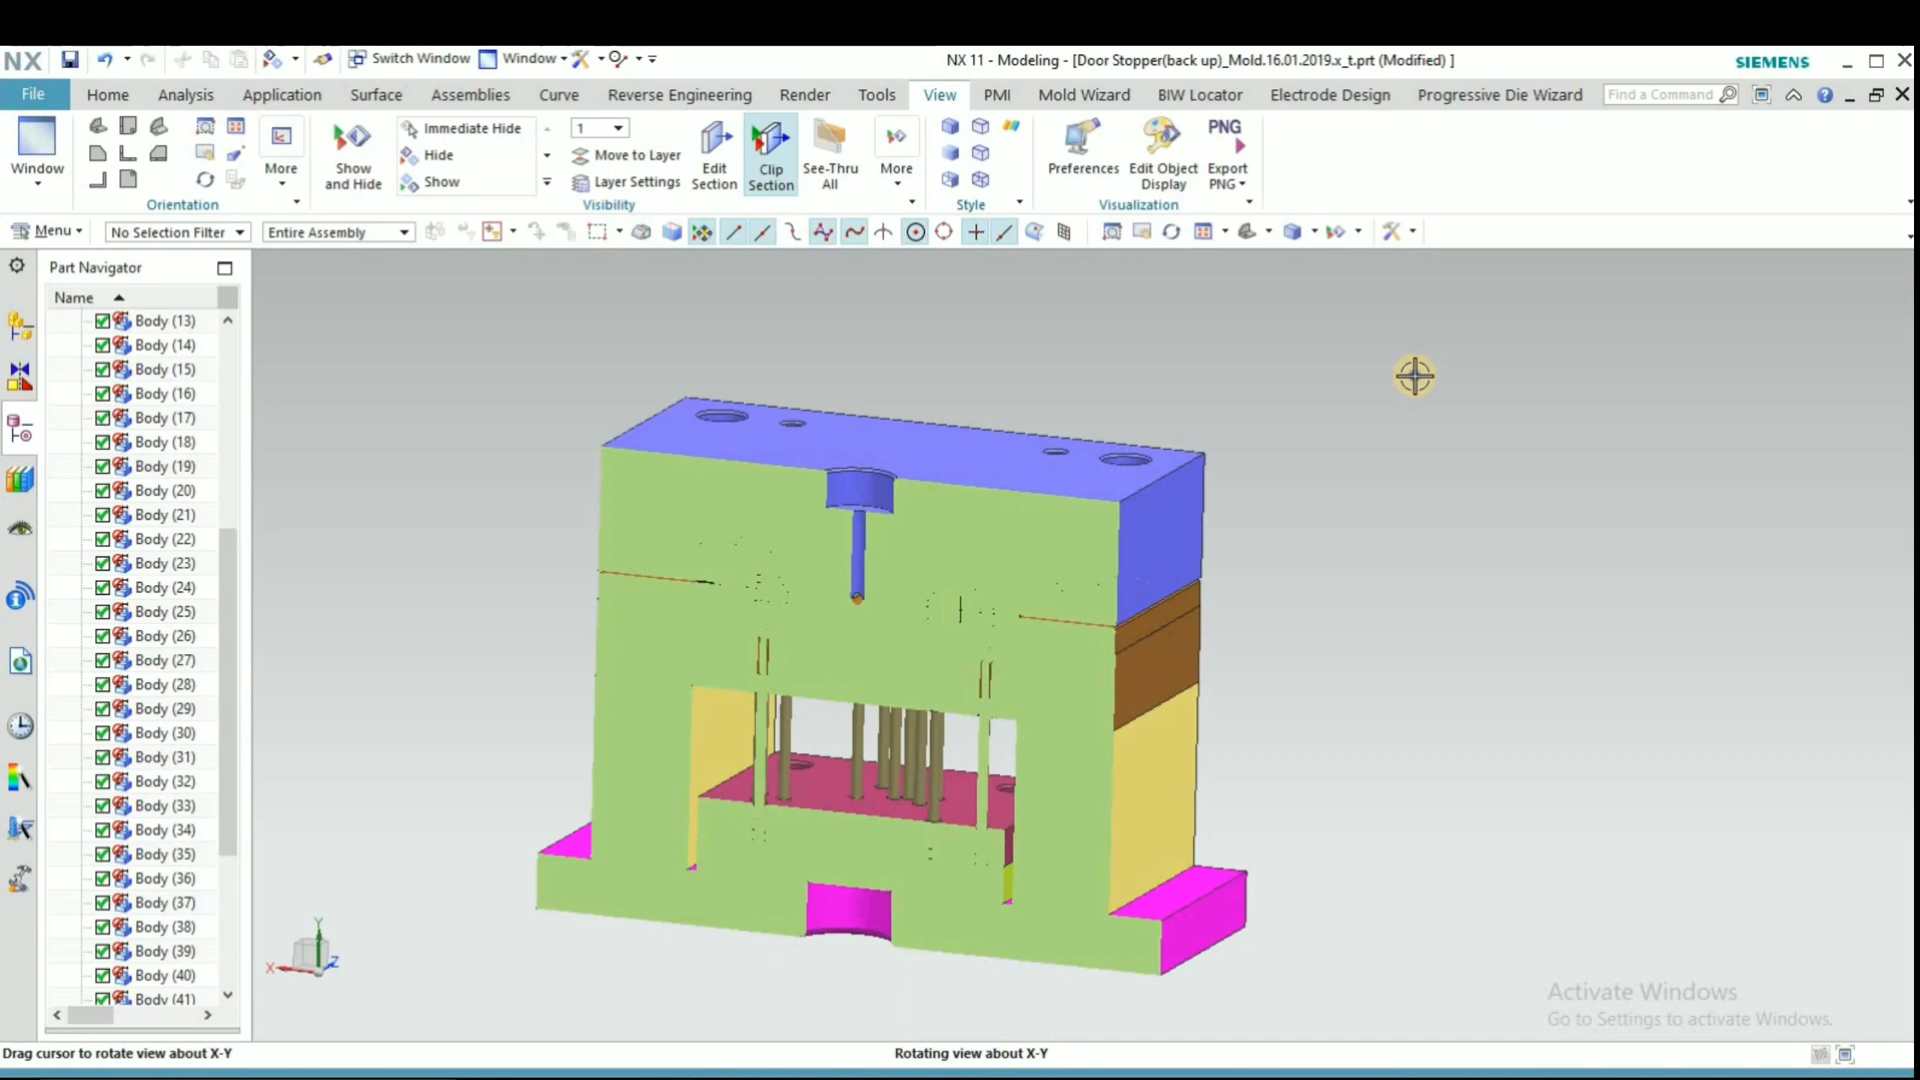 NX Switch Window Window NX 11 - Modeling - [Door Stopper(back up)_Mold.16.01.2019.x_t.prt (Modified) ] SIEMENS
File Home Analysis Application Surface Assemblies Curve Reverse Engineering Render Tools View PMI Mold Wizard BIW Locator Electrode Design Progressive Die Wizard Find a Command
Window
More
Show and Hide
Immediate Hide
Hide
Show
1
Move to Layer
Layer Settings
Edit Section
Clip Section
See-Thru All
More
Preferences
Edit Object Display
PNG
Export PNG
Orientation Visibility Style Visualization
Menu No Selection Filter Entire Assembly
Part Navigator
Name
Body (13)
Body (14)
Body (15)
Body (16)
Body (17)
Body (18)
Body (19)
Body (20)
Body (21)
Body (22)
Body (23)
Body (24)
Body (25)
Body (26)
Body (27)
Body (28)
Body (29)
Body (30)
Body (31)
Body (32)
Body (33)
Body (34)
Body (35)
Body (36)
Body (37)
Body (38)
Body (39)
Body (40)
Body (41)
Y
X
Z
Activate Windows
Go to Settings to activate Windows.
Drag cursor to rotate view about X-Y Rotating view about X-Y